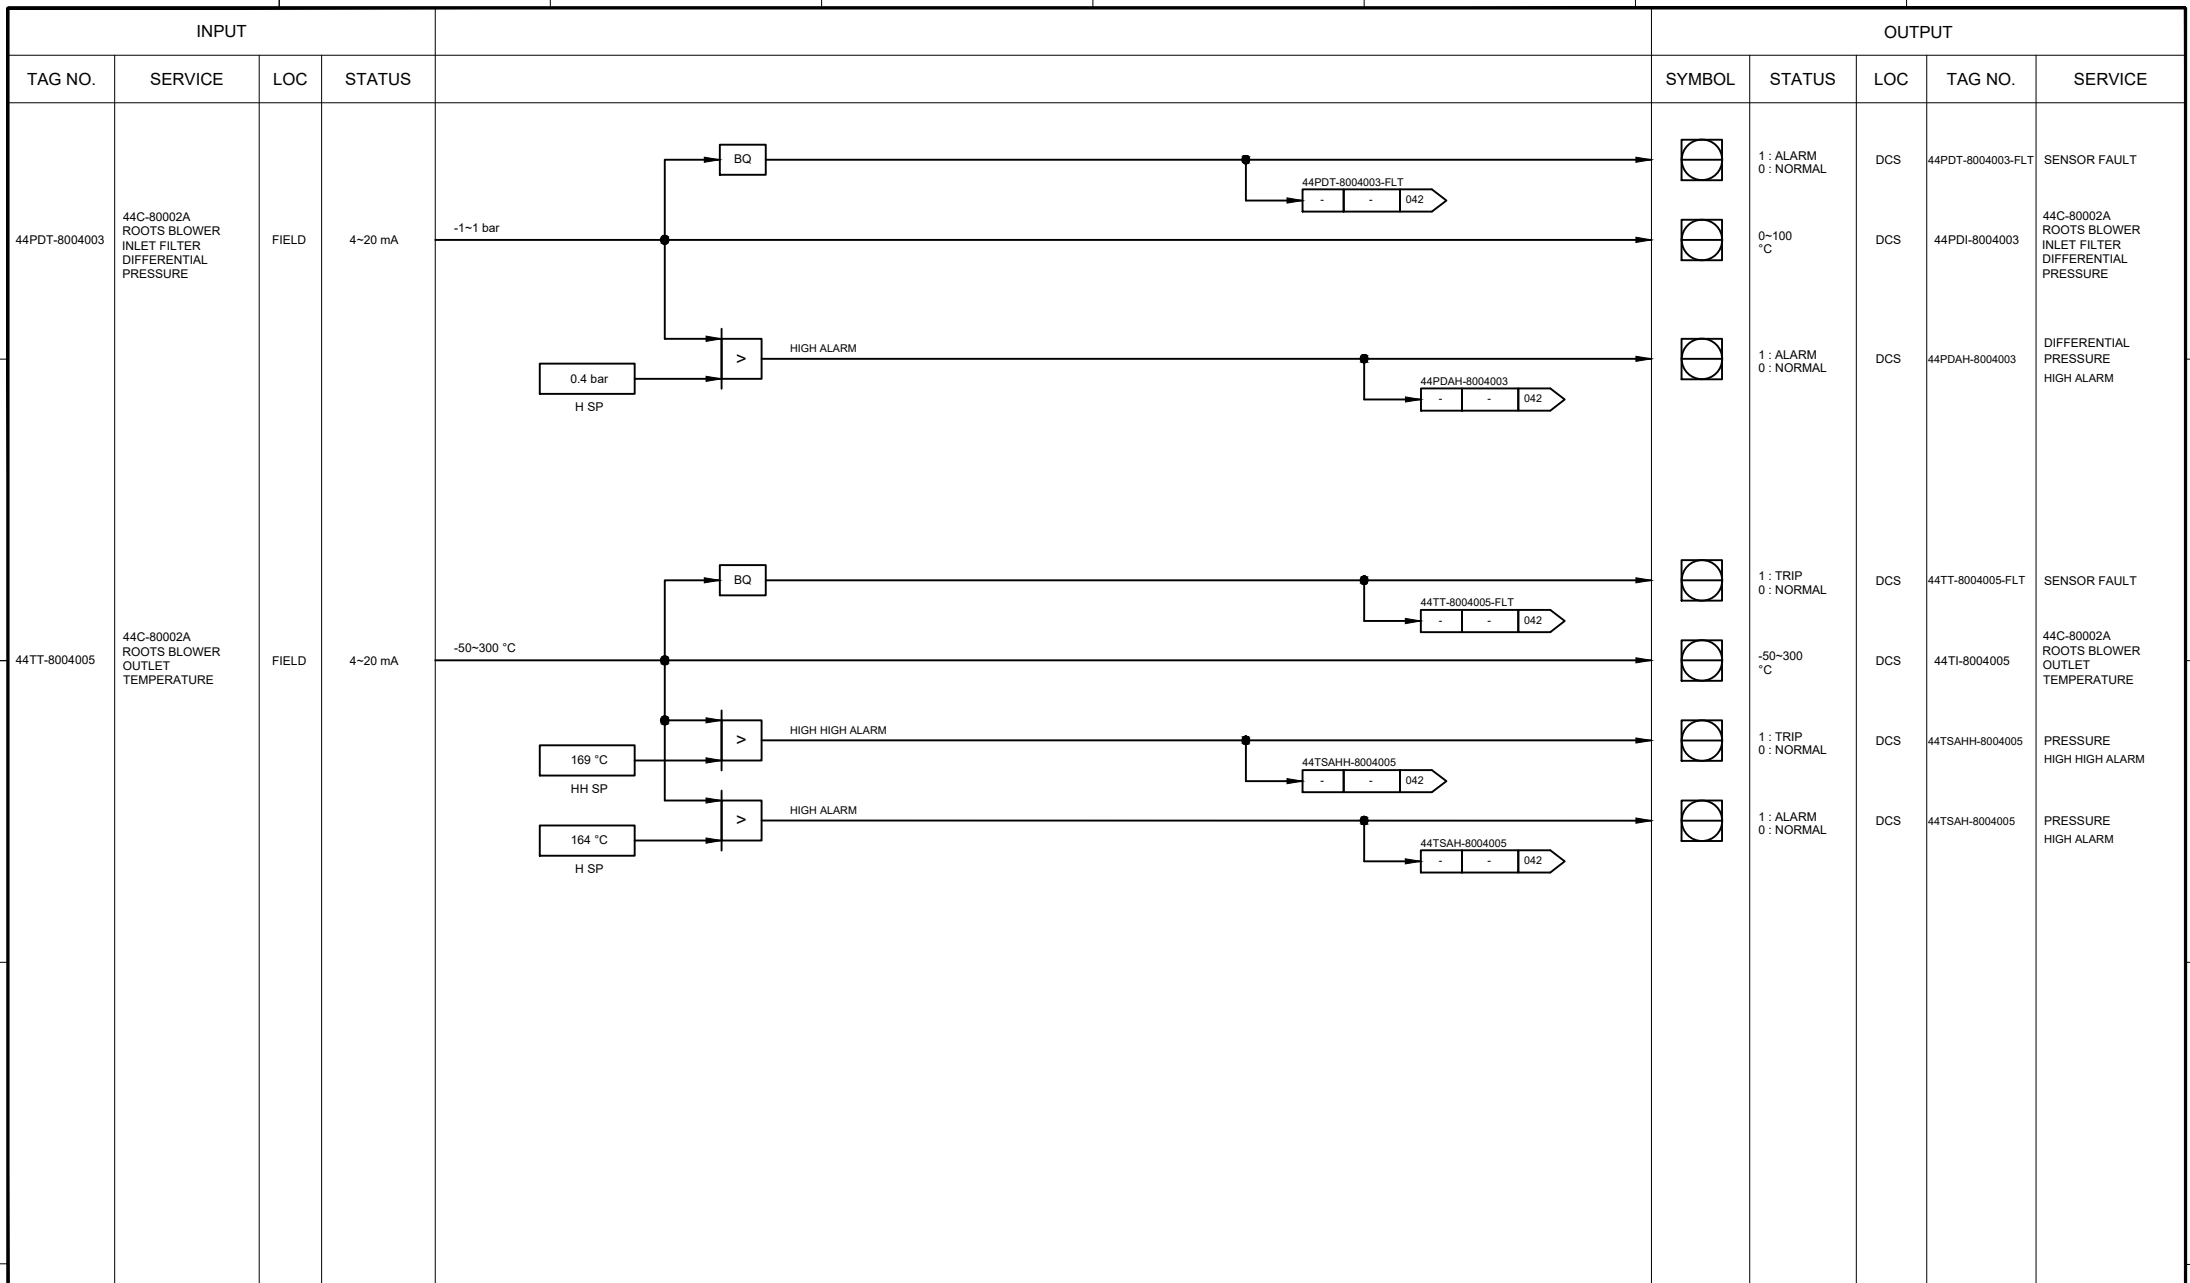 INPUT
OUTPUT
TAG NO.
SERVICE
LOC
STATUS
SYMBOL
STATUS
LOC
TAG NO.
SERVICE
BQ
1 : ALARM
0 : NORMAL
DCS
44PDT-8004003-FLT
SENSOR FAULT
44PDT-8004003-FLT
- - 042
44PDT-8004003
44C-80002A
ROOTS BLOWER
INLET FILTER
DIFFERENTIAL
PRESSURE
FIELD
4~20 mA
-1~1 bar
0~100
°C
DCS
44PDI-8004003
44C-80002A
ROOTS BLOWER
INLET FILTER
DIFFERENTIAL
PRESSURE
0.4 bar
H SP
>
HIGH ALARM
44PDAH-8004003
- - 042
1 : ALARM
0 : NORMAL
DCS
44PDAH-8004003
DIFFERENTIAL
PRESSURE
HIGH ALARM
BQ
44TT-8004005-FLT
- - 042
1 : TRIP
0 : NORMAL
DCS
44TT-8004005-FLT
SENSOR FAULT
44TT-8004005
44C-80002A
ROOTS BLOWER
OUTLET
TEMPERATURE
FIELD
4~20 mA
-50~300 °C
-50~300
°C
DCS
44TI-8004005
44C-80002A
ROOTS BLOWER
OUTLET
TEMPERATURE
169 °C
HH SP
>
HIGH HIGH ALARM
44TSAHH-8004005
- - 042
1 : TRIP
0 : NORMAL
DCS
44TSAHH-8004005
PRESSURE
HIGH HIGH ALARM
164 °C
H SP
>
HIGH ALARM
44TSAH-8004005
- - 042
1 : ALARM
0 : NORMAL
DCS
44TSAH-8004005
PRESSURE
HIGH ALARM